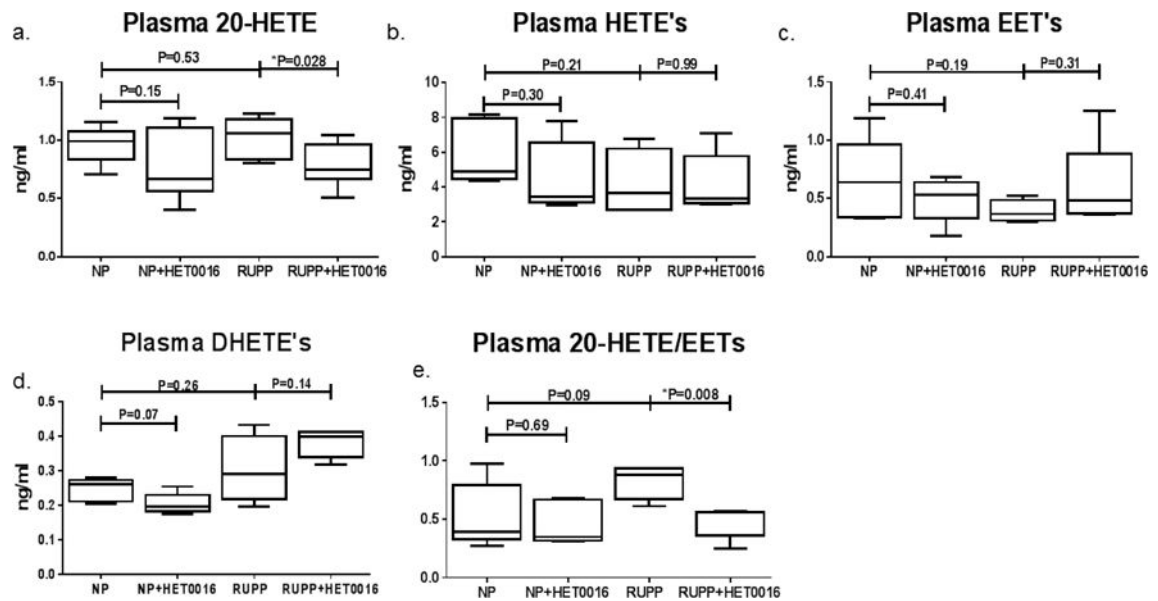 a.
Plasma 20-HETE
P=0.53
*P=0.028
P=0.15
1.5
1.0
0.5
0.0
ng/ml
NP
NP+HET0016
RUPP
RUPP+HET0016
b.
Plasma HETE's
P=0.21
P=0.99
P=0.30
10
8
6
4
2
0
ng/ml
NP
NP+HET0016
RUPP
RUPP+HET0016
c.
Plasma EET's
P=0.19
P=0.31
P=0.41
1.5
1.0
0.5
0.0
ng/ml
NP
NP+HET0016
RUPP
RUPP+HET0016
d.
Plasma DHETE's
P=0.26
P=0.14
P=0.07
0.5
0.4
0.3
0.2
0.1
0.0
ng/ml
NP
NP+HET0016
RUPP
RUPP+HET0016
e.
Plasma 20-HETE/EETs
P=0.09
*P=0.008
P=0.69
1.5
1.0
0.5
0.0
NP
NP+HET0016
RUPP
RUPP+HET0016